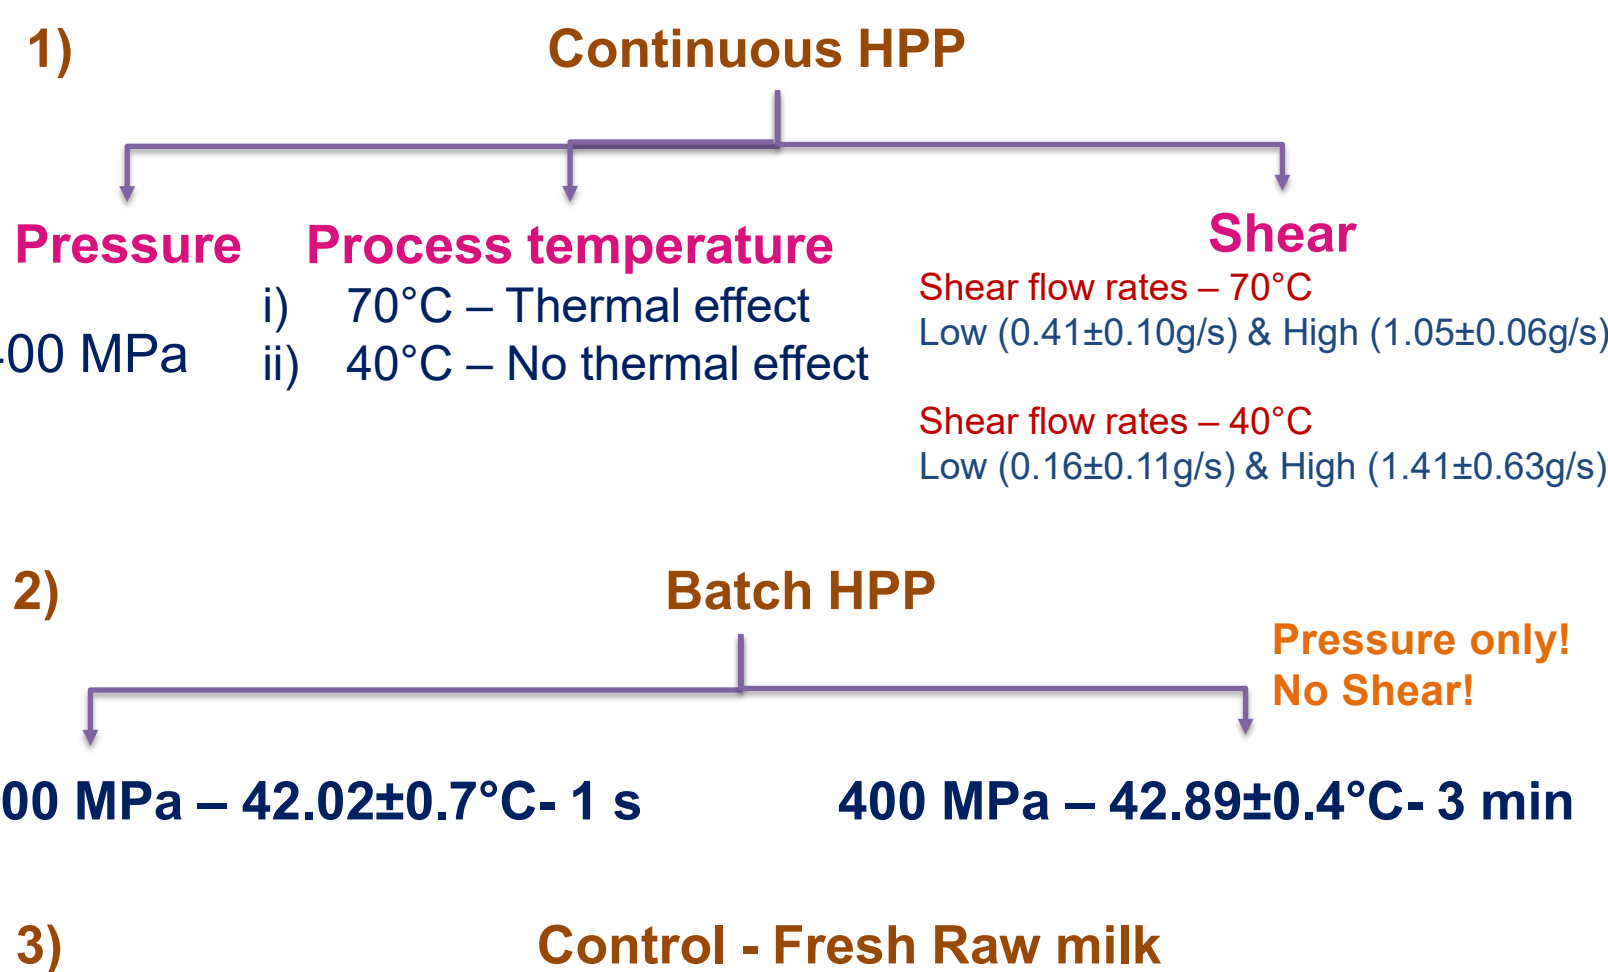 1) Continuous HPP
Pressure Process temperature Shear
00 MPa
i) 70°C – Thermal effect
ii) 40°C – No thermal effect
Shear flow rates – 70°C
Low (0.41±0.10g/s) & High (1.05±0.06g/s)
Shear flow rates – 40°C
Low (0.16±0.11g/s) & High (1.41±0.63g/s)
2) Batch HPP
Pressure only!
No Shear!
00 MPa – 42.02±0.7°C- 1 s
400 MPa – 42.89±0.4°C- 3 min
3) Control - Fresh Raw milk